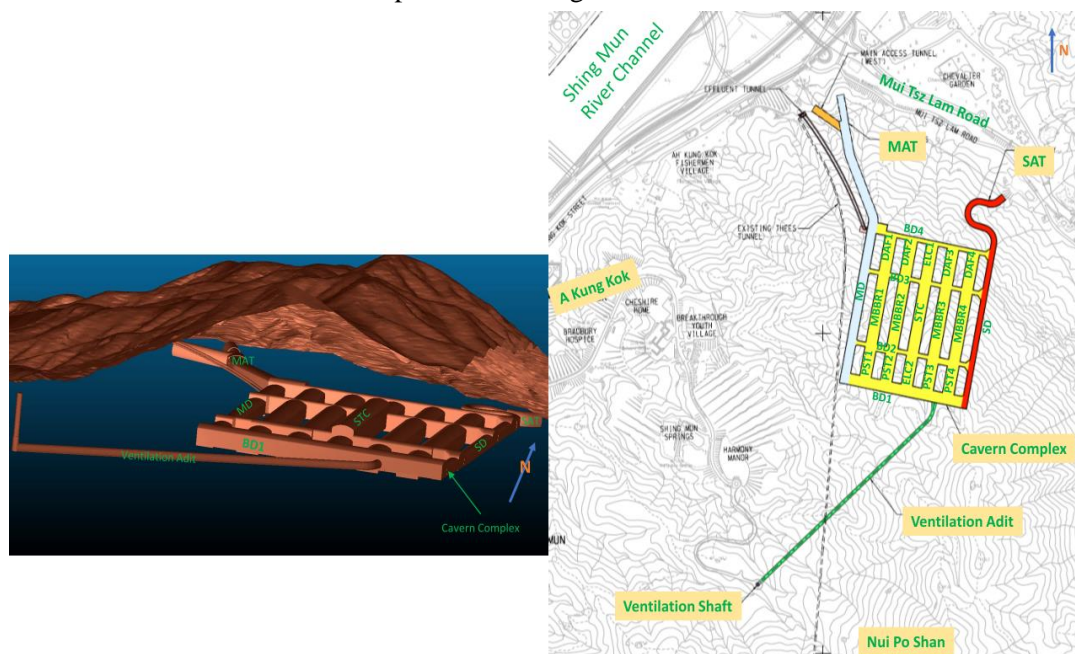 MAT
MD
STC
SD
SAT
BD1
Ventilation Adit
N
Cavern Complex
Shing Mun
River Channel
MAIN ACCESS TUNNEL
(WEST)
EFFLUENT TUNNEL
CHEVALIER
GARDEN
Mui Tsz Lam Road
MUI TSZ LAM ROAD
N
MAT
SAT
AH KUNG KOK
FISHERMEN
VILLAGE
EXISTING THEES
TUNNEL
A Kung Kok
CHESHIRE
HOME
BRADBURY
HOSPICE
BREAKTHROUGH
YOUTH
VILLAGE
BD4
DAF1
DAF2
ELC1
DAF3
DAF4
BD3
MD
MBBR1
MBBR2
STC
MBBR3
MBBR4
SD
BD2
PST1
PST2
ELC2
PST3
PST4
BD1
SHING MUN
SPRINGS
HARMONY
MANOR
Cavern Complex
Ventilation Adit
MUN
Ventilation Shaft
Nui Po Shan